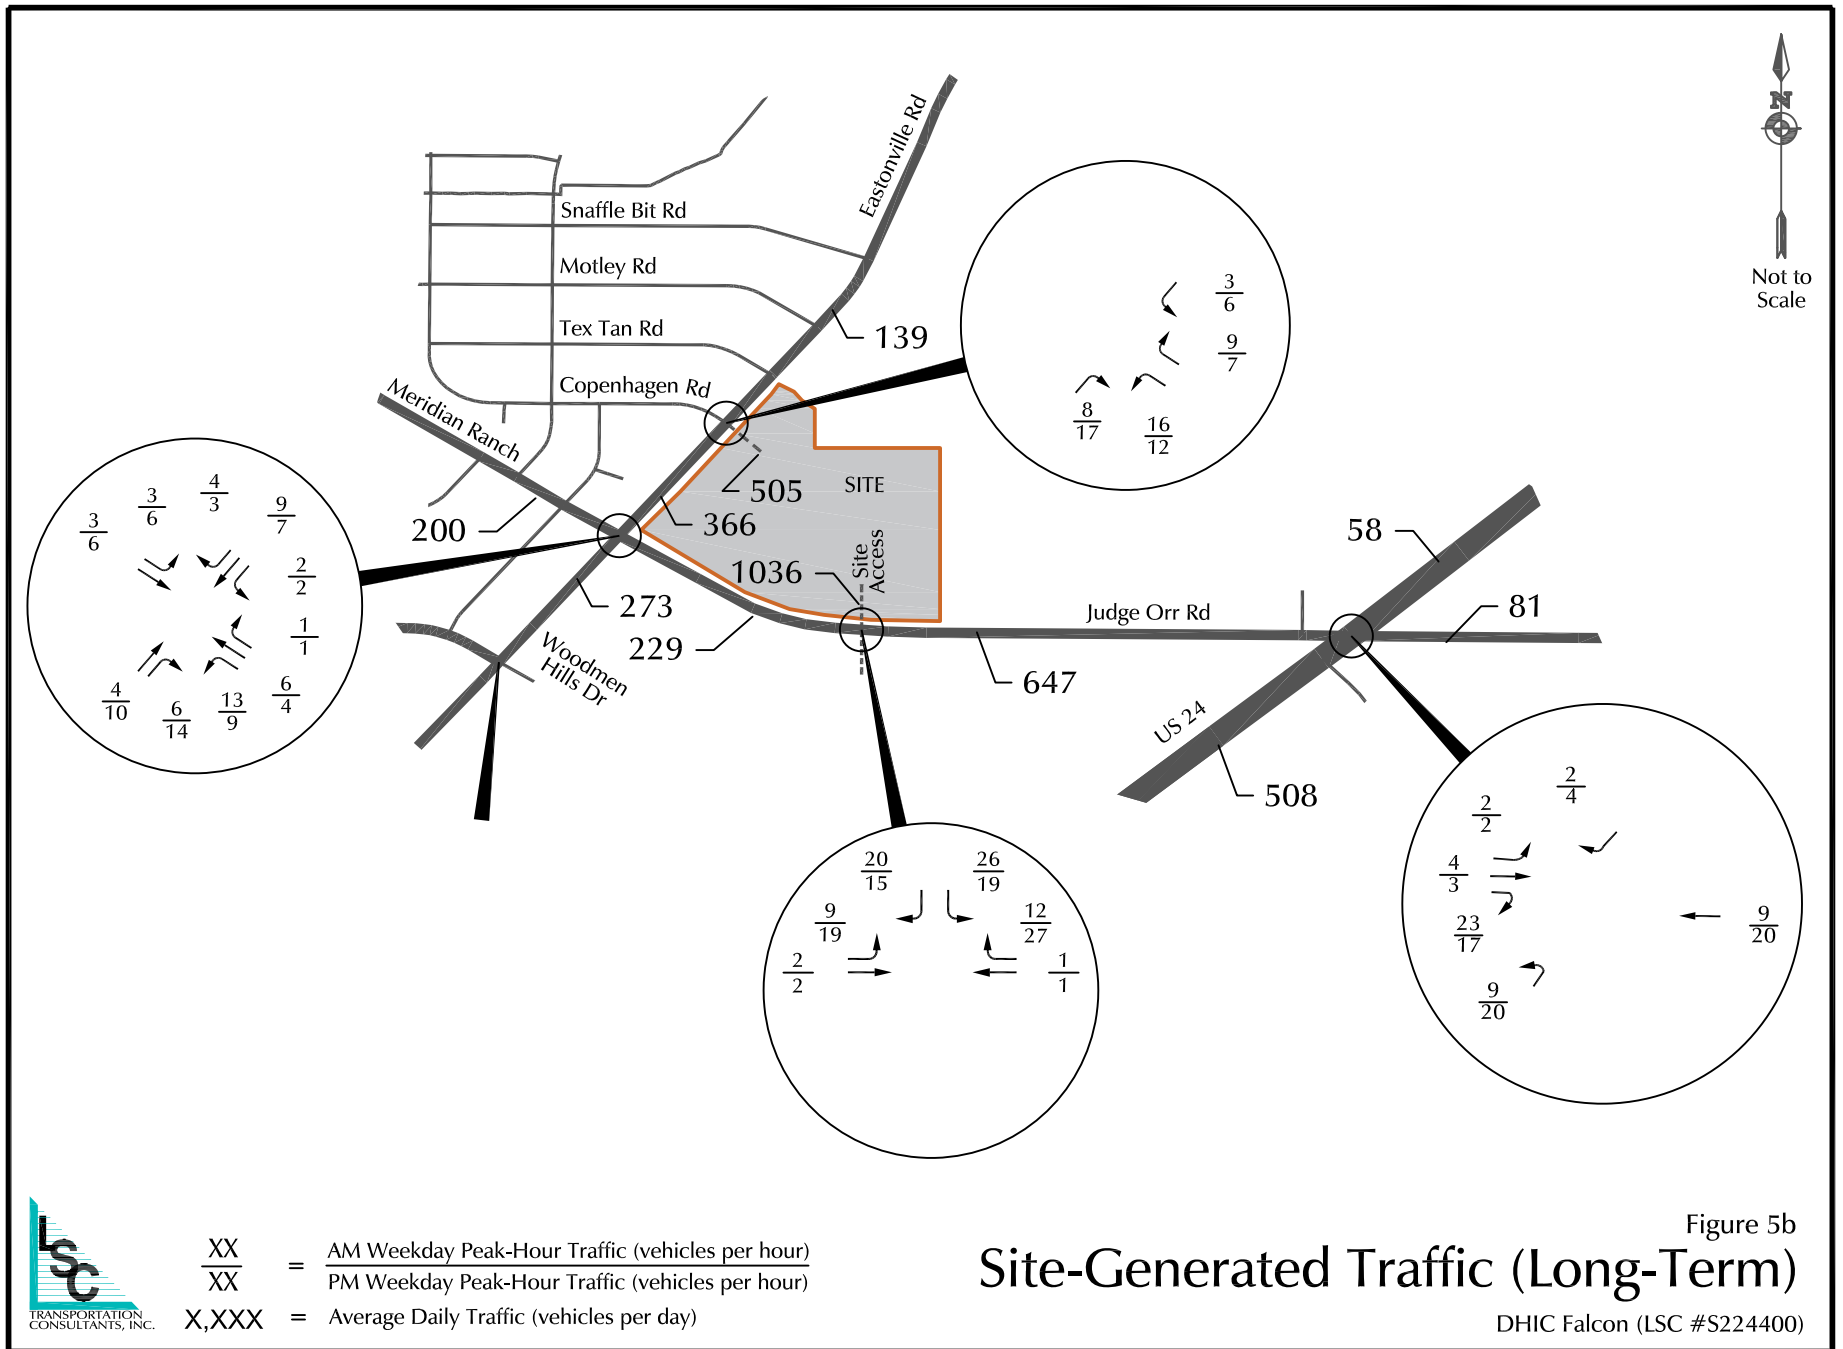 N
Not to
Scale
Eastonville Rd
Snaffle Bit Rd
Motley Rd
Tex Tan Rd
Copenhagen Rd
Meridian Ranch
139
3
6
9
7
8
17
16
12
505
SITE
366
200
1036
Site
Access
273
229
Woodmen
Hills Dr
Judge Orr Rd
647
58
81
US 24
508
3
6
3
6
4
3
9
7
2
2
1
1
4
10
6
14
13
9
6
4
20
15
26
19
9
19
12
27
2
2
1
1
2
4
2
2
4
3
23
17
9
20
9
20
LSC
TRANSPORTATION
CONSULTANTS, INC.
XX
XX
=
AM Weekday Peak-Hour Traffic (vehicles per hour)
PM Weekday Peak-Hour Traffic (vehicles per hour)
X,XXX = Average Daily Traffic (vehicles per day)
Figure 5b
Site-Generated Traffic (Long-Term)
DHIC Falcon (LSC #S224400)